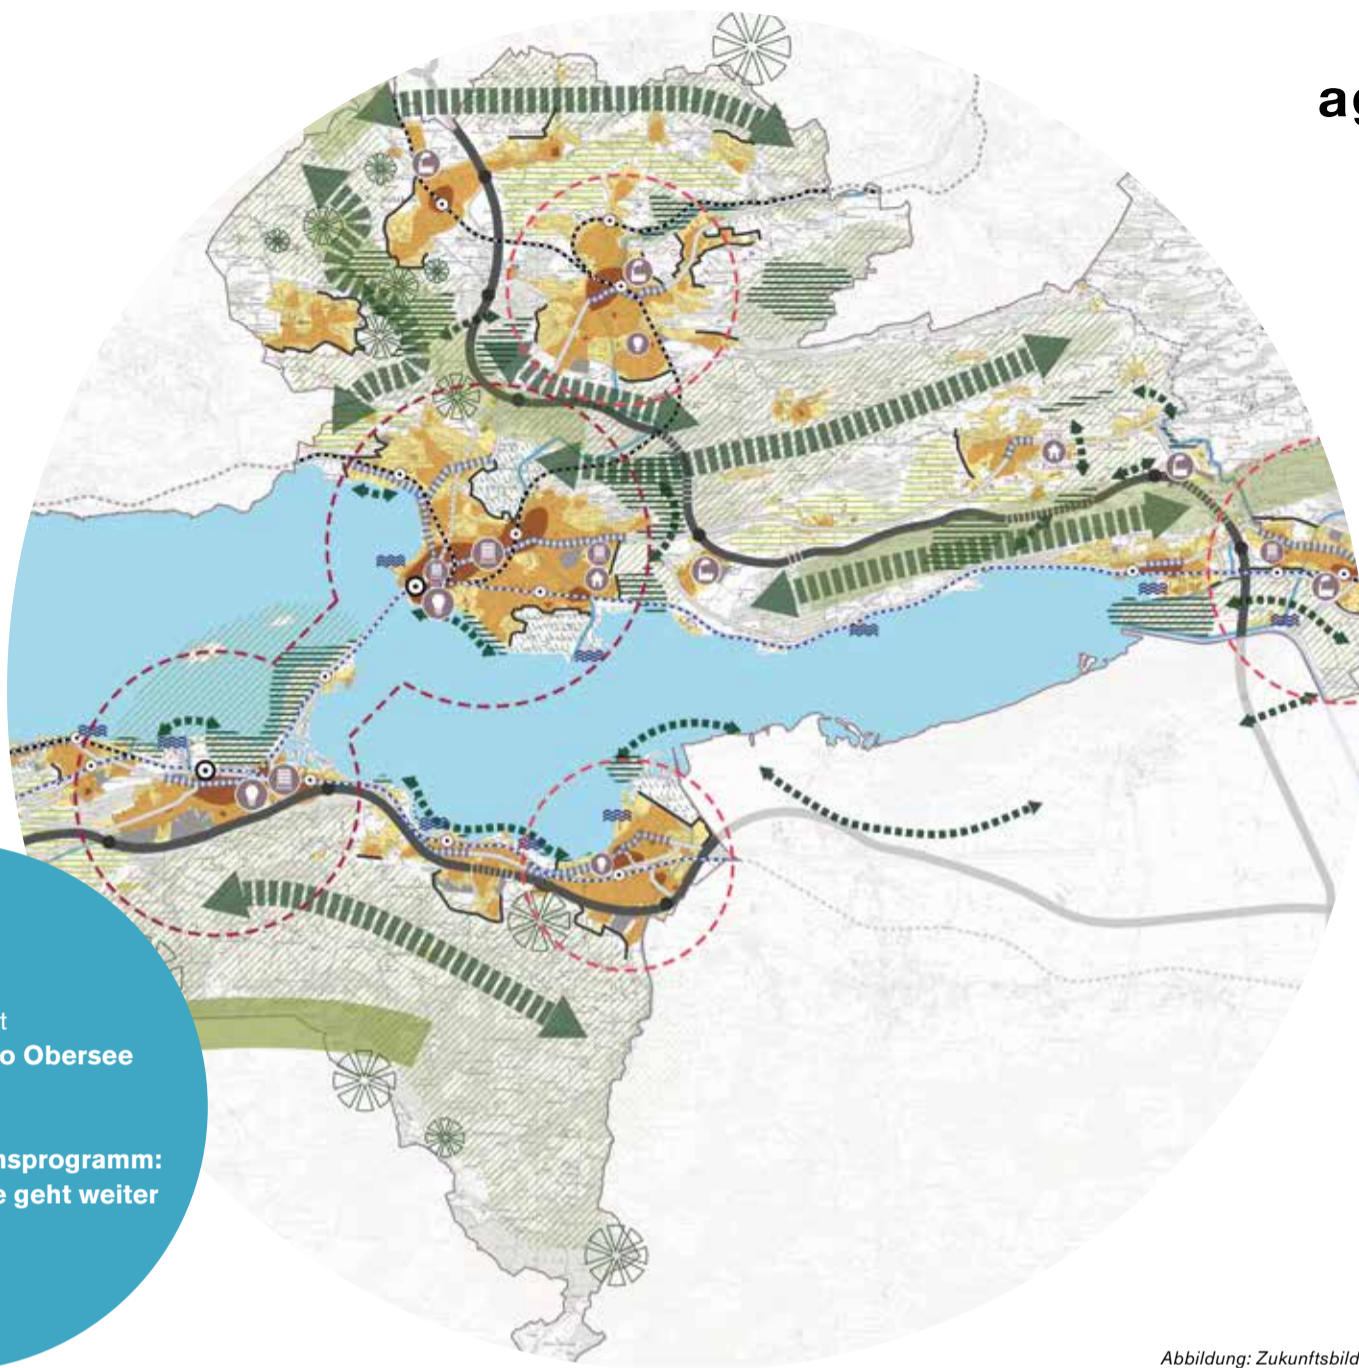 ag
t
o Obersee
nsprogramm:
e geht weiter
Abbildung: Zukunftsbild